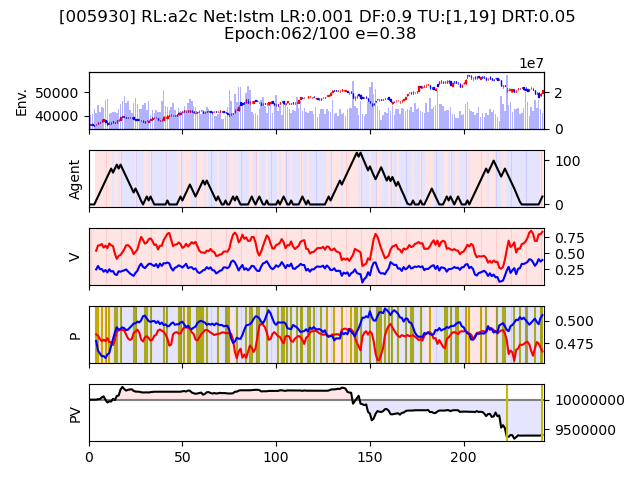 [005930] RL:a2c Net:lstm LR:0.001 DF:0.9 TU:[1,19] DRT:0.05
Epoch:062/100 e=0.38
1e7
Env.
50000
40000
2
0
Agent
100
0
V
0.75
0.50
0.25
P
0.500
0.475
PV
10000000
9500000
0
50
100
150
200